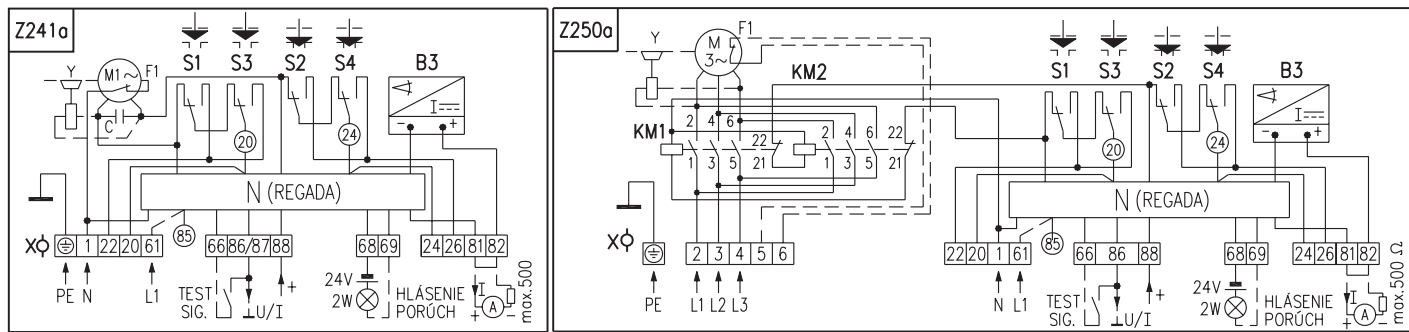 Z241a
Y
M1~
F1
C
S1 S3 S2 S4 B3
I
- +
20
24
N (REGADA)
X
1 22 20 61
85
66 86/87 88
68 69
24 26 81 82
PE N L1
TEST SIG.
U/I
+
24V
2W
HLÁSENIE PORÚCH
I
A
- +
max.500
Z250a
Y
M
3~
F1
KM2
KM1
2 4 6
1 3 5
22
21
2 4 6 22
1 3 5 21
S1 S3 S2 S4 B3
I
- +
20
24
N (REGADA)
X
2 3 4 5 6
22 20 1 61
85
66 86 88
68 69
24 26 81 82
PE L1 L2 L3
N L1
TEST SIG.
U/I
+
24V
2W
HLÁSENIE PORÚCH
I
A
- +
max.500 Ω